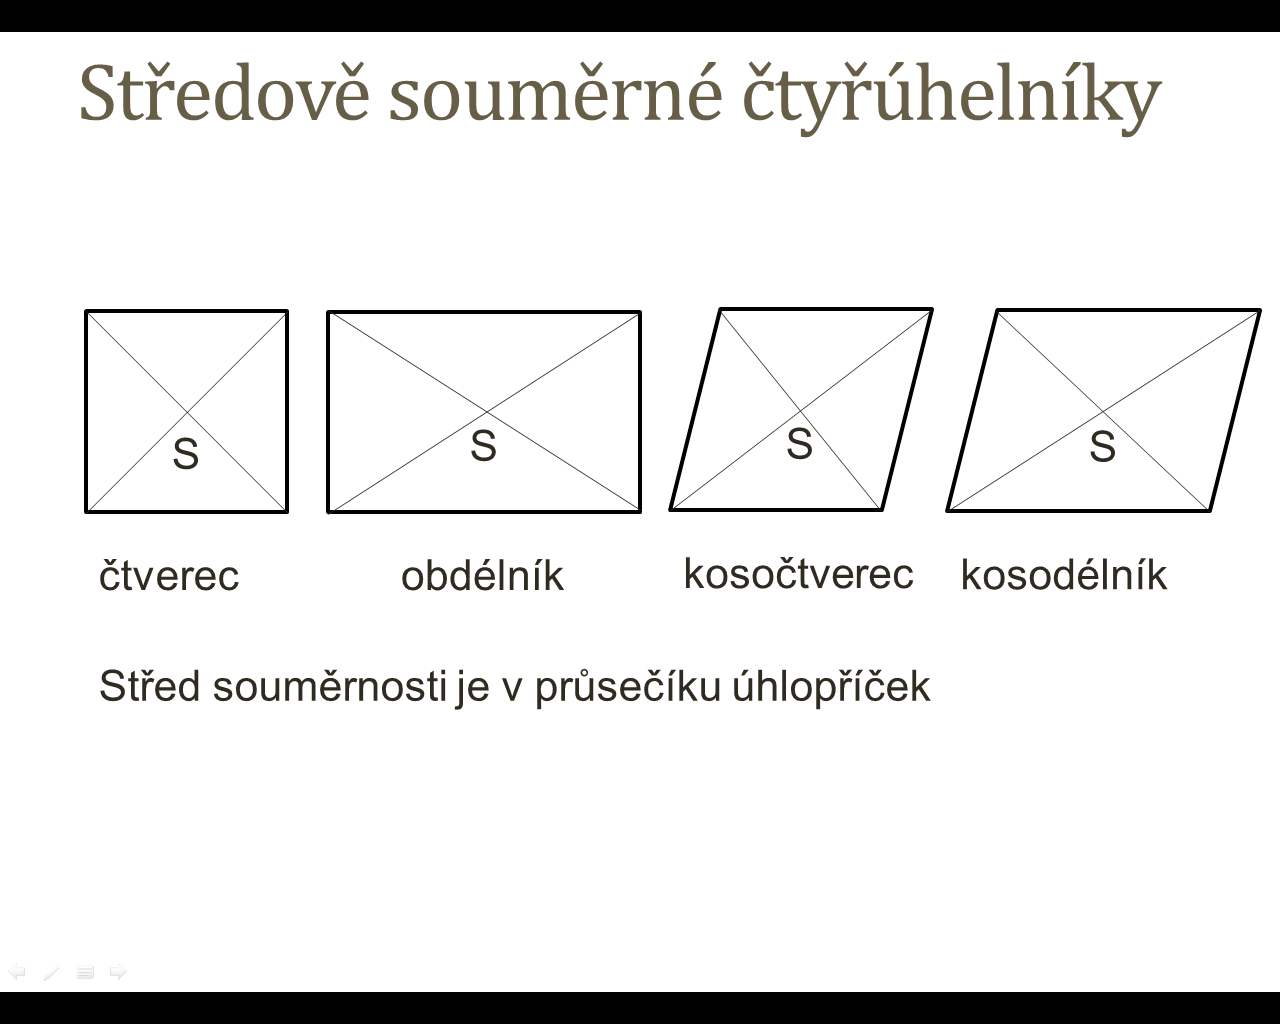 Středově souměrné čtyřúhelníky
S S S S
čtverec obdélník kosočtverec kosodélník
Střed souměrnosti je v průsečíku úhlopříček